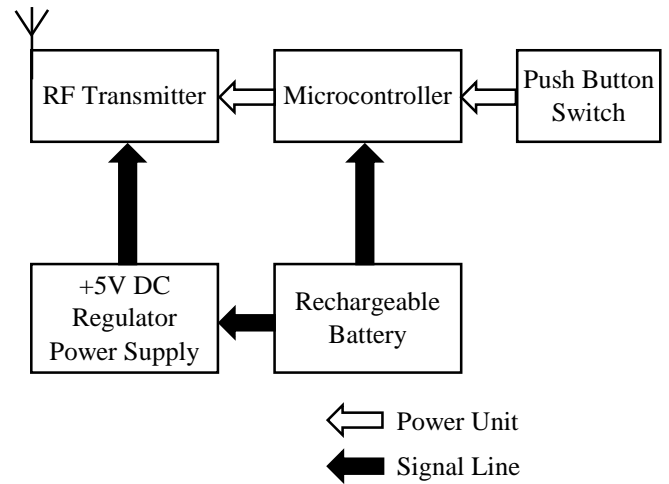 RF Transmitter
Microcontroller
Push Button
Switch
+5V DC
Regulator
Power Supply
Rechargeable
Battery
Power Unit
Signal Line